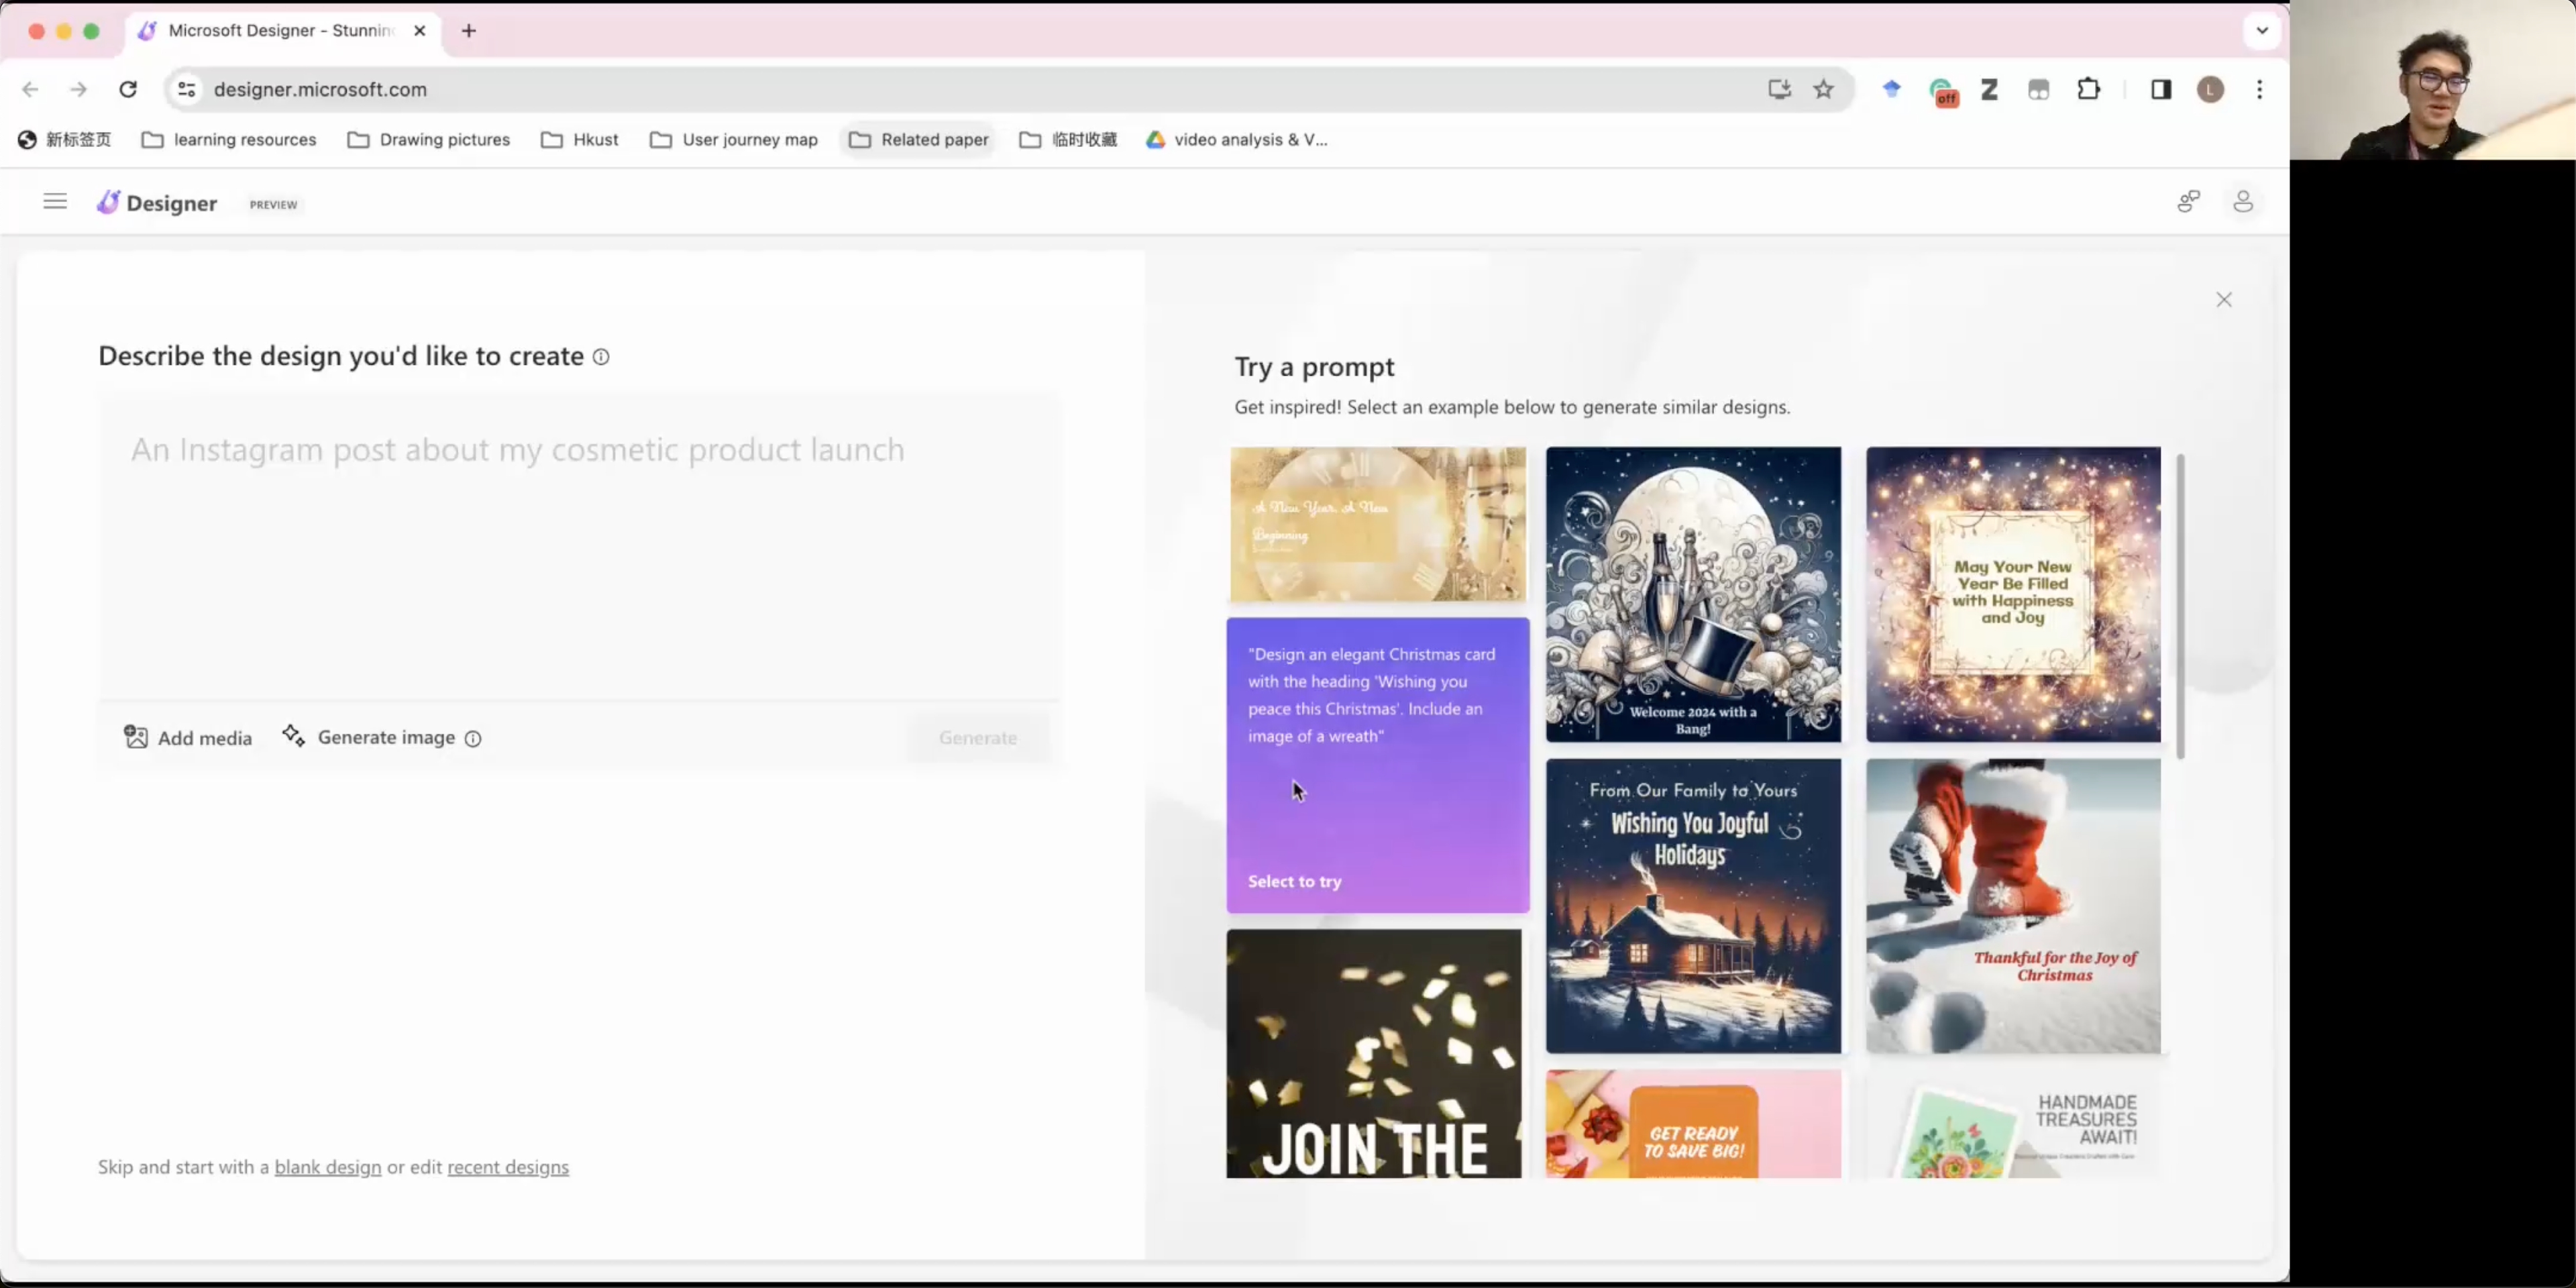 Microsoft Designer - Stunnin
designer.microsoft.com
off
Z
L
新标签页
learning resources
Drawing pictures
Hkust
User journey map
Related paper
临时收藏
video analysis & V...
Designer
PREVIEW
Describe the design you'd like to create
An Instagram post about my cosmetic product launch
Add media
Generate image
Generate
Skip and start with a blank design or edit recent designs
Try a prompt
Get inspired! Select an example below to generate similar designs.
A New Year, A New
Beginning
"Design an elegant Christmas card
with the heading 'Wishing you
peace this Christmas'. Include an
image of a wreath"
Select to try
JOIN THE
Welcome 2024 with a
Bang!
From Our Family to Yours
Wishing You Joyful
Holidays
GET READY
TO SAVE BIG!
May Your New
Year Be Filled
with Happiness
and Joy
Thankful for the Joy of
Christmas
HANDMADE
TREASURES
AWAIT!